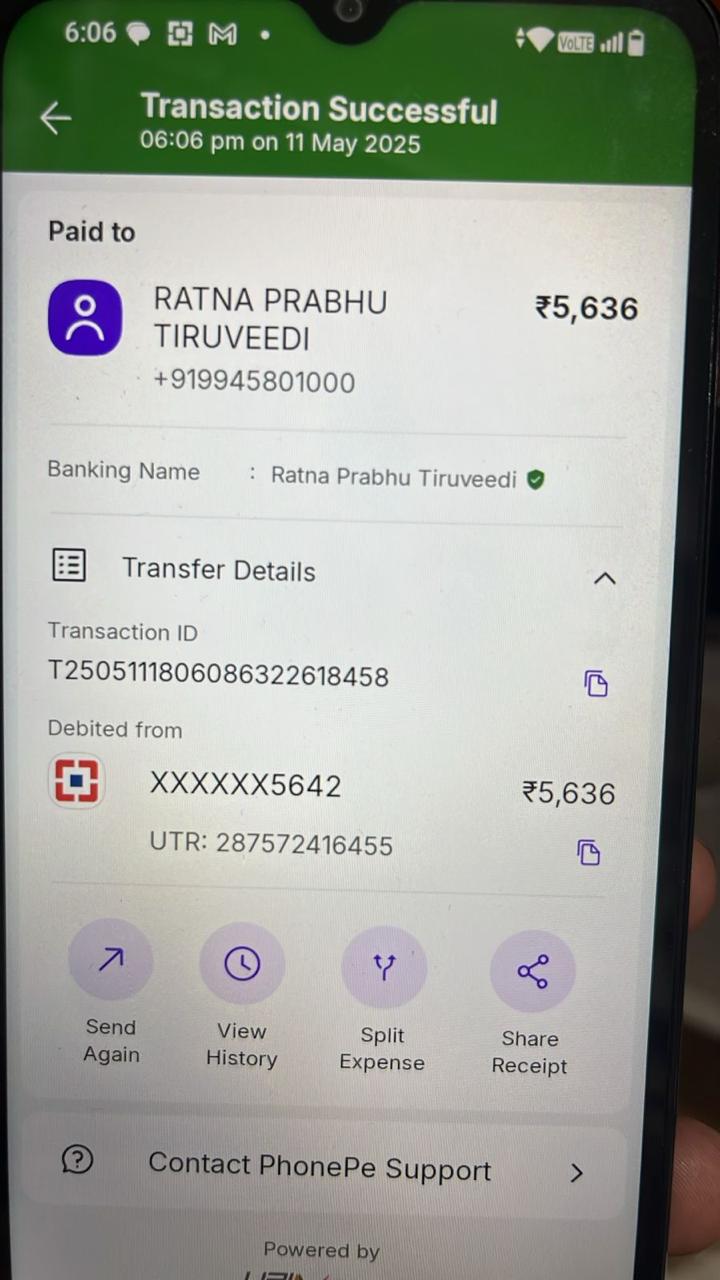 6:06
VoLTE
Transaction Successful
06:06 pm on 11 May 2025
Paid to
RATNA PRABHU
TIRUVEEDI
₹5,636
+919945801000
Banking Name : Ratna Prabhu Tiruveedi
Transfer Details
Transaction ID
T2505111806086322618458
Debited from
XXXXXX5642 ₹5,636
UTR: 287572416455
Send
Again
View
History
Split
Expense
Share
Receipt
Contact PhonePe Support
Powered by